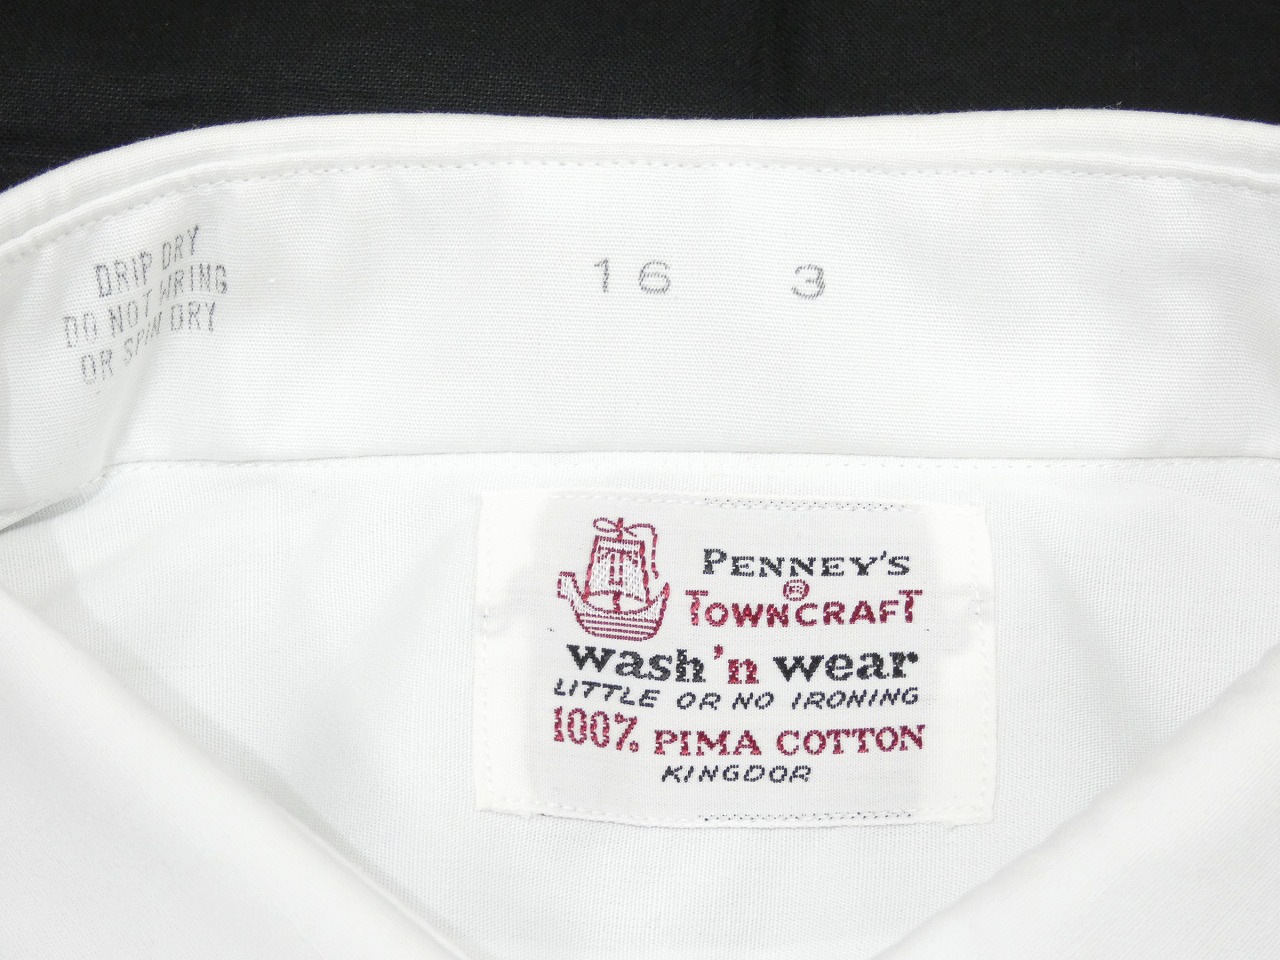 DRIP DRY
DO NOT WRING
OR SPIN DRY
16 3
PENNEY'S
®
TOWNCRAFT
wash'n wear
LITTLE OR NO IRONING
100% PIMA COTTON
KINGDOR